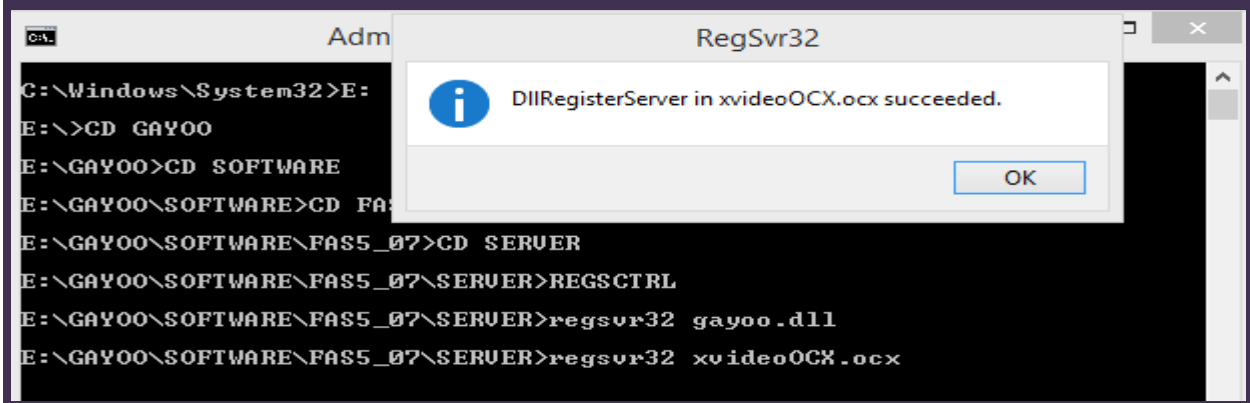 Adm
RegSvr32
C:\Windows\System32>E:
DllRegisterServer in xvideoOCX.ocx succeeded.
E:\>CD GAYOO
E:\GAYOO>CD SOFTWARE
OK
E:\GAYOO\SOFTWARE>CD FAS
E:\GAYOO\SOFTWARE\FAS5_07>CD SERVER
E:\GAYOO\SOFTWARE\FAS5_07\SERVER>REGSCTRL
E:\GAYOO\SOFTWARE\FAS5_07\SERVER>regsvr32 gayoo.dll
E:\GAYOO\SOFTWARE\FAS5_07\SERVER>regsvr32 xvideoOCX.ocx